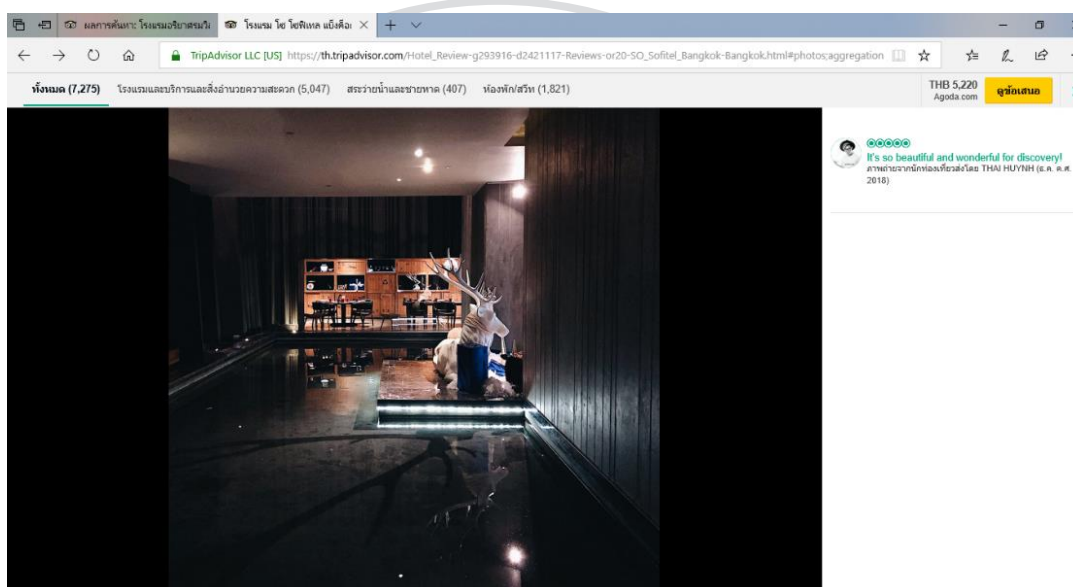 ผลการค้นหา: โรงแรมอริยาศรมวิ
โรงแรม โซ โซฟิเทล แบ็งค็อเ
TripAdvisor LLC [US] https://th.tripadvisor.com/Hotel_Review-g293916-d2421117-Reviews-or20-SO_Sofitel_Bangkok-Bangkok.html#photos;aggregation
ทั้งหมด (7,275) โรงแรมและบริการและสิ่งอำนวยความสะดวก (5,047) สระว่ายน้ำและชายหาด (407) ห้องพัก/สวีท (1,821)
THB 5,220
Agoda.com
ดูข้อเสนอ
It's so beautiful and wonderful for discovery!
ภาพถ่ายจากนักท่องเที่ยวส่งโดย THAI HUYNH (ธ.ค. ค.ศ.
2018)